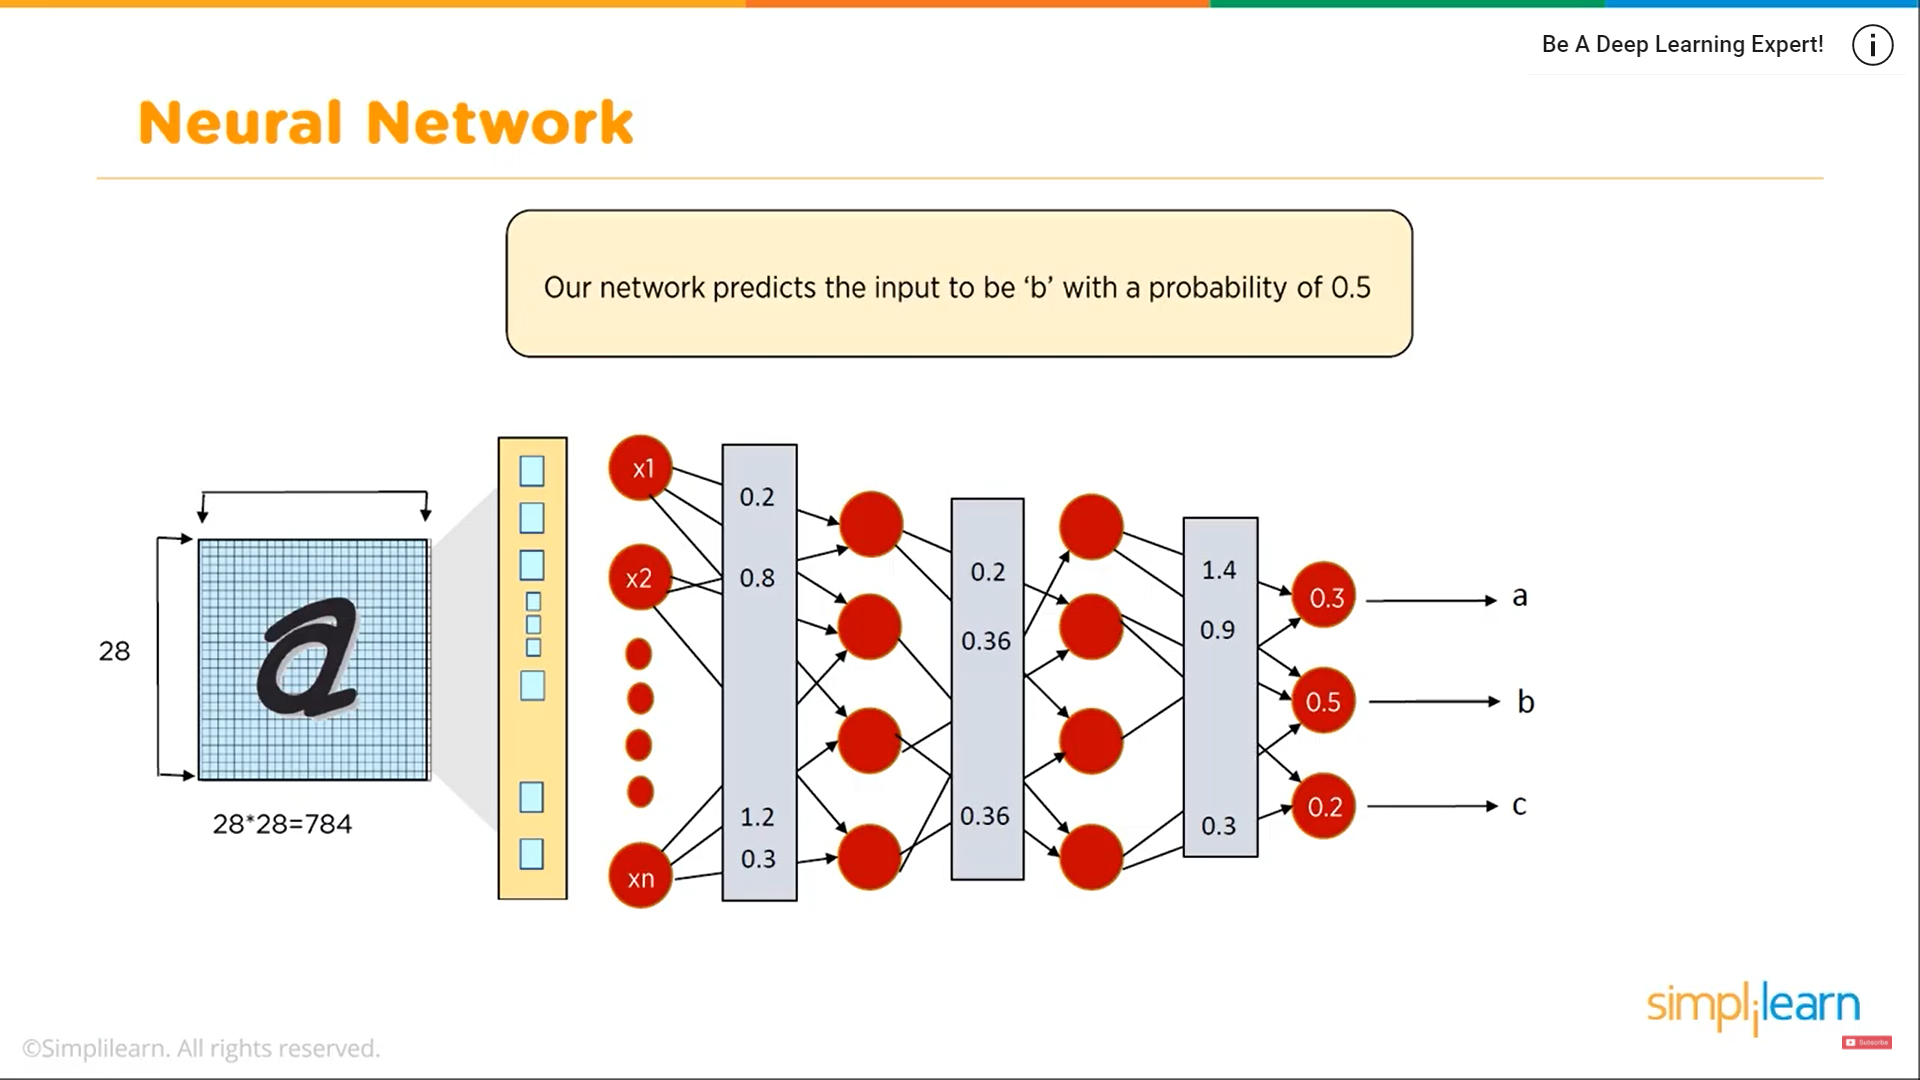 Be A Deep Learning Expert!
i
Neural Network
Our network predicts the input to be ‘b’ with a probability of 0.5
x1
0.2
x2
0.8
xn
1.2
0.3
0.2
0.36
0.36
1.4
0.9
0.3
0.3
a
0.5
b
0.2
c
28
a
28*28=784
simplilearn
Subscribe
©Simplilearn. All rights reserved.